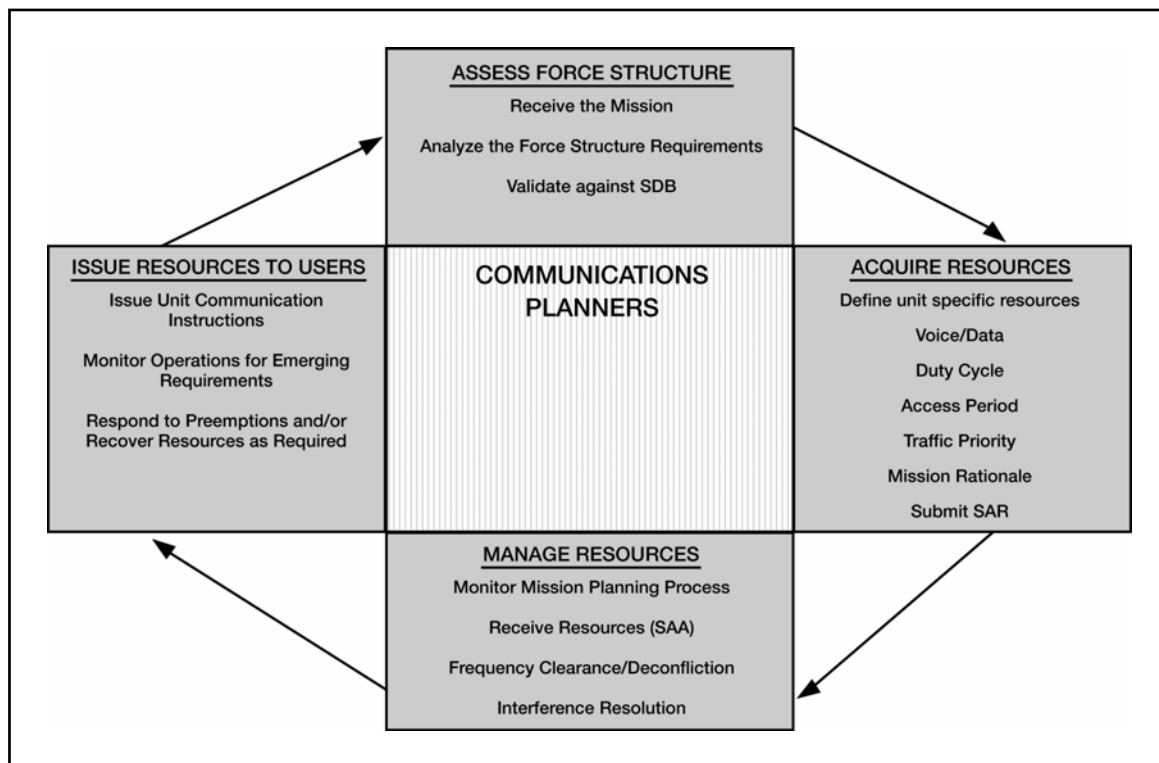 ASSESS FORCE STRUCTURE
Receive the Mission
Analyze the Force Structure Requirements
Validate against SDB
ISSUE RESOURCES TO USERS
Issue Unit Communication
Instructions
Monitor Operations for Emerging
Requirements
Respond to Preemptions and/or
Recover Resources as Required
COMMUNICATIONS
PLANNERS
ACQUIRE RESOURCES
Define unit specific resources
Voice/Data
Duty Cycle
Access Period
Traffic Priority
Mission Rationale
Submit SAR
MANAGE RESOURCES
Monitor Mission Planning Process
Receive Resources (SAA)
Frequency Clearance/Deconfliction
Interference Resolution